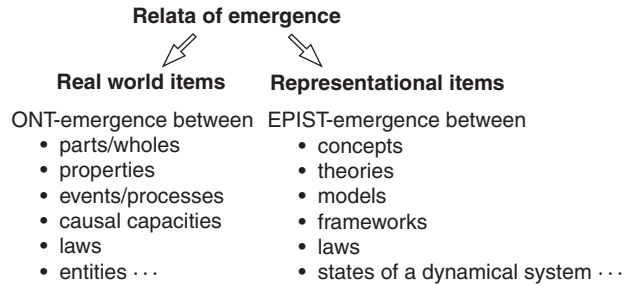 Relata of emergence
Real world items
ONT-emergence between
• parts/wholes
• properties
• events/processes
• causal capacities
• laws
• entities ···
Representational items
EPIST-emergence between
• concepts
• theories
• models
• frameworks
• laws
• states of a dynamical system ···